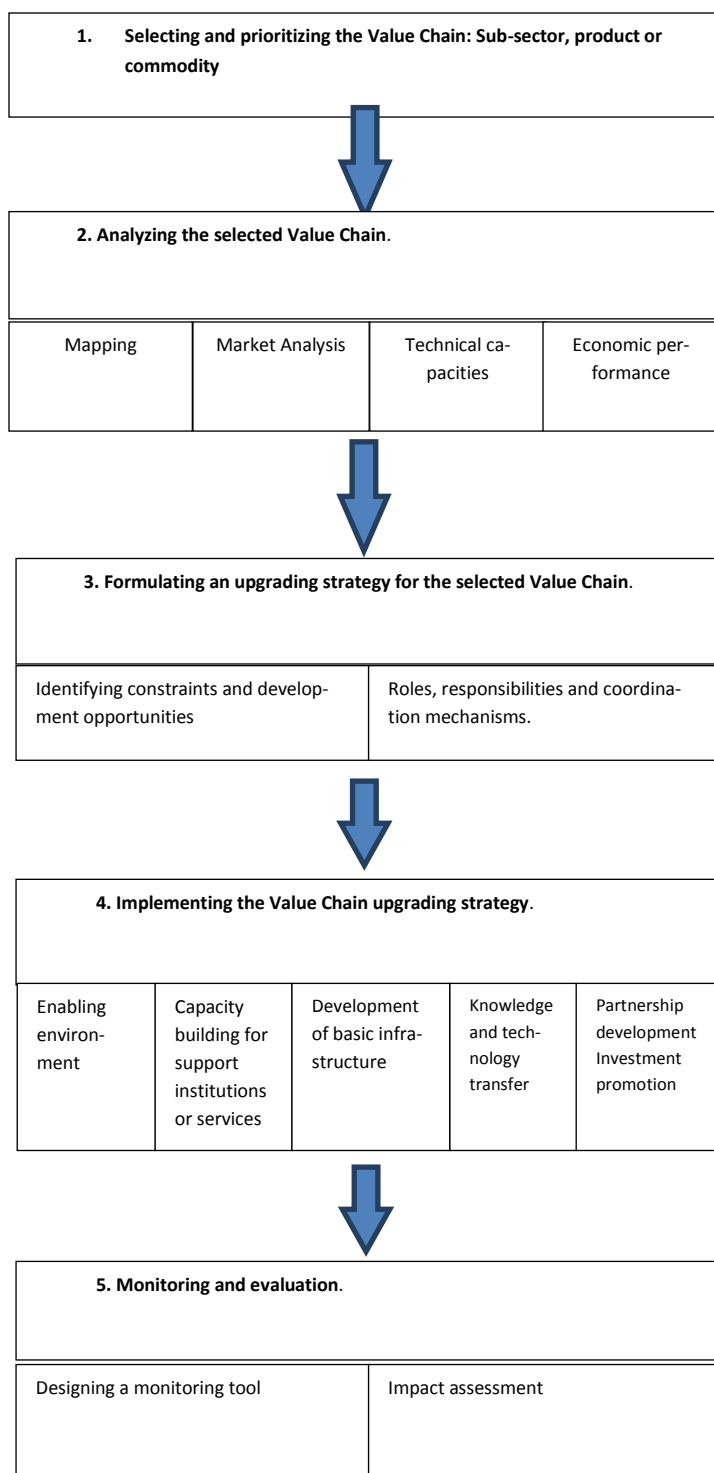 1. Selecting and prioritizing the Value Chain: Sub-sector, product or
commodity
2. Analyzing the selected Value Chain.
Mapping
Market Analysis
Technical ca-
pacities
Economic per-
formance
3. Formulating an upgrading strategy for the selected Value Chain.
Identifying constraints and develop-
ment opportunities
Roles, responsibilities and coordina-
tion mechanisms.
4. Implementing the Value Chain upgrading strategy.
Enabling
environ-
ment
Capacity
building for
support
institutions
or services
Development
of basic infra-
structure
Knowledge
and tech-
nology
transfer
Partnership
development
Investment
promotion
5. Monitoring and evaluation.
Designing a monitoring tool
Impact assessment